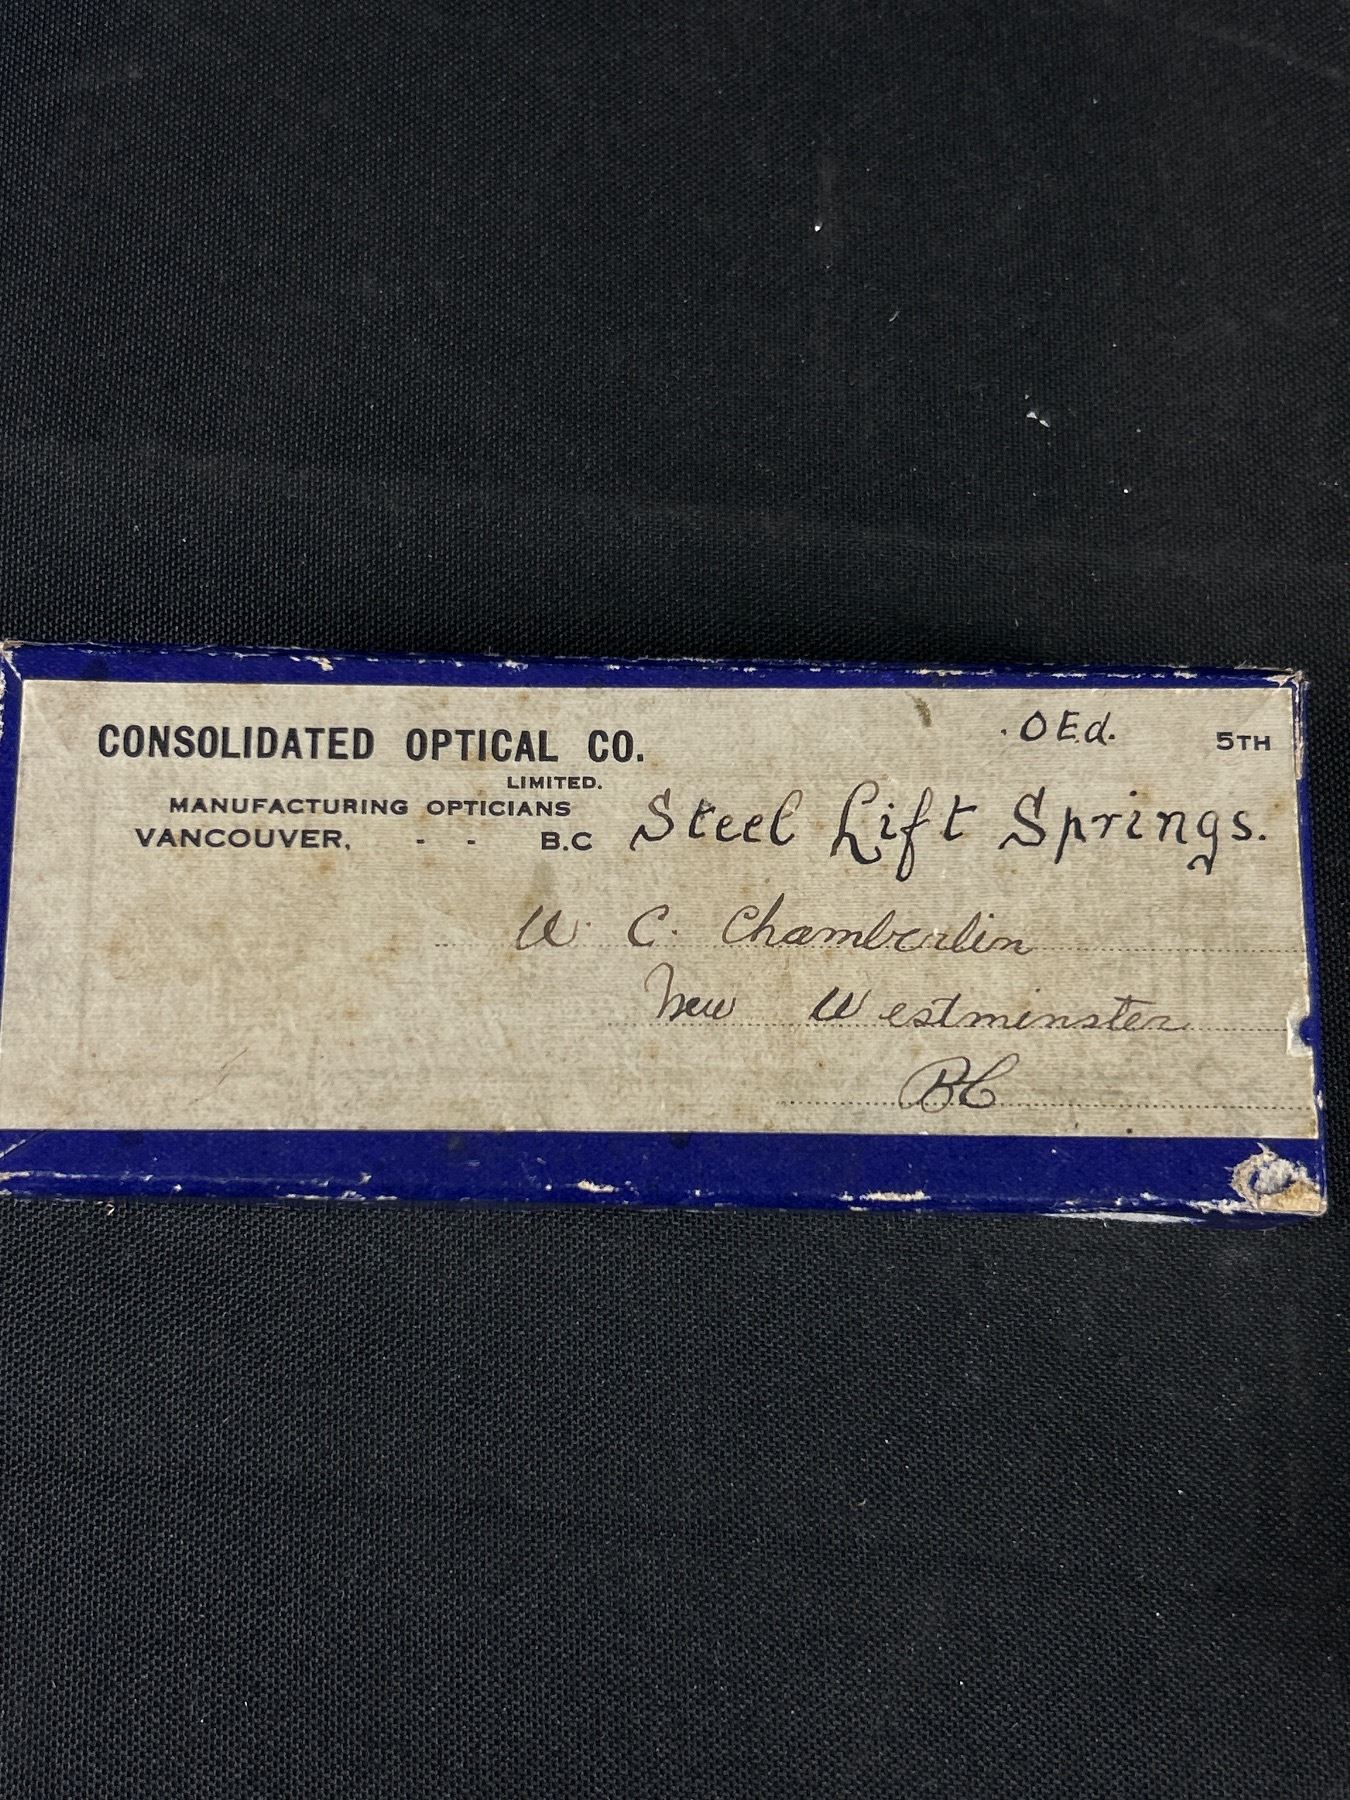 .OEd. 5TH
CONSOLIDATED OPTICAL CO.
LIMITED.
MANUFACTURING OPTICIANS
VANCOUVER, - - B.C
Steel Lift Springs.
W. C. Chamberlin
New Westminster
BC